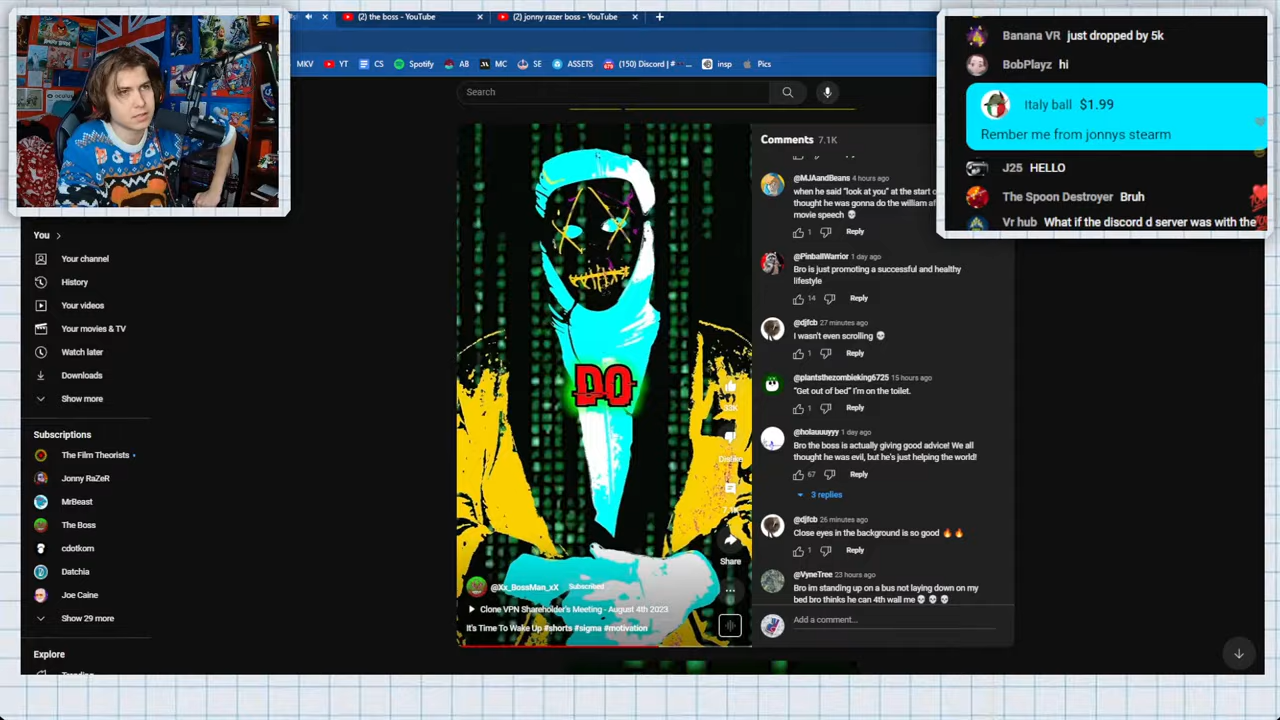 (2) the boss - YouTube
(2) jonny razer boss - YouTube
MKV
YT
CS
Spotify
AB
MC
SE
ASSETS
(150) Discord | #
insp
Pics
Search
You
Your channel
History
Your videos
Your movies & TV
Watch later
Downloads
Show more
Subscriptions
The Film Theorists
Jonny RaZeR
MrBeast
The Boss
cdotkom
Datchia
Joe Caine
Show 29 more
Explore
DO
33K
Dislike
Share
@Xx_BossMan_xX
Subscribed
Clone VPN Shareholder's Meeting - August 4th 2023
It's Time To Wake Up #shorts #sigma #motivation
Comments 7.1K
@MJAandBeans 4 hours ago
when he said "look at you" at the start
thought he was gonna do the william
movie speech 💀
1 Reply
@PinballWarrior 1 day ago
Bro is just promoting a successful and healthy
lifestyle
14 Reply
@djfcb 27 minutes ago
I wasn't even scrolling 💀
1 Reply
@plantsthezombieking6725 15 hours ago
"Get out of bed" I'm on the toilet.
1 Reply
@holauuuyyy 1 day ago
Bro the boss is actually giving good advice! We all
thought he was evil, but he's just helping the world!
67 Reply
3 replies
@djfcb 26 minutes ago
Close eyes in the background is so good 🔥🔥
1 Reply
@VyneTree 23 hours ago
Bro im standing up on a bus not laying down on my
bed bro thinks he can 4th wall me 💀💀💀
Add a comment...
Banana VR just dropped by 5k
BobPlayz hi
Italy ball $1.99
Rember me from jonnys stearm
J25 HELLO
The Spoon Destroyer Bruh
Vr hub What if the discord d server was with the